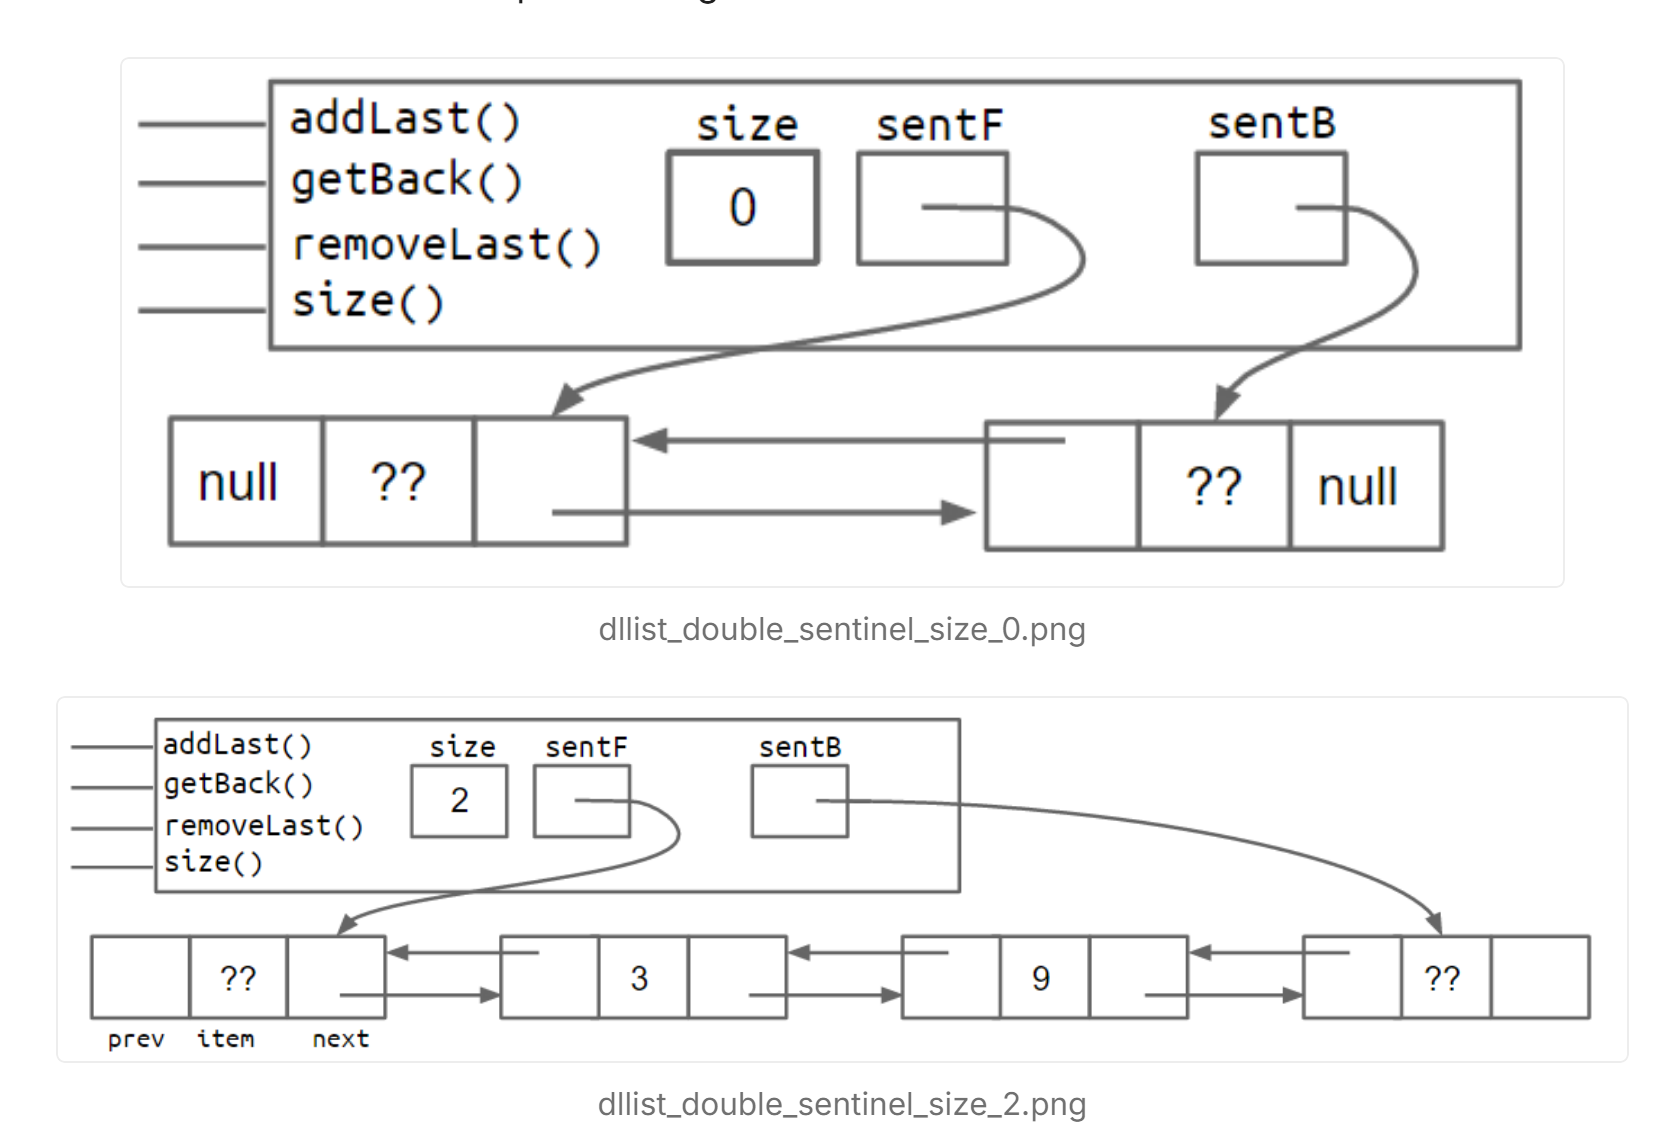 addLast()
getBack()
removeLast()
size()
size
sentF
sentB
0
null
??
??
null
dllist_double_sentinel_size_0.png
addLast()
getBack()
removeLast()
size()
size
sentF
sentB
2
??
3
9
??
prev
item
next
dllist_double_sentinel_size_2.png